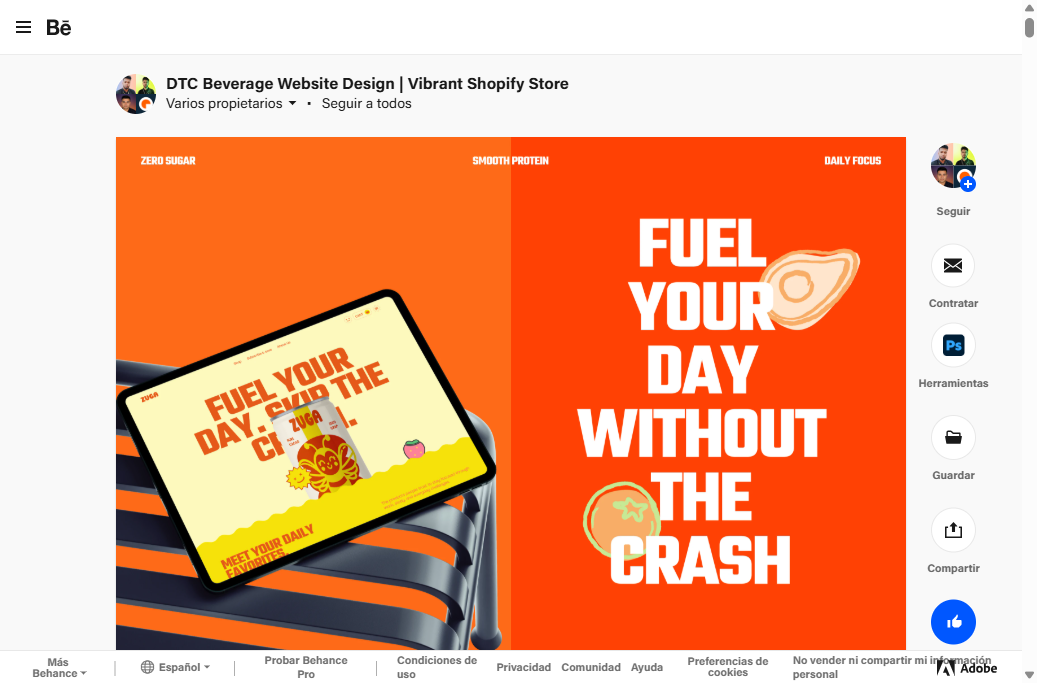 Bē
DTC Beverage Website Design | Vibrant Shopify Store
Varios propietarios
•
Seguir a todos
ZERO SUGAR
SMOOTH PROTEIN
DAILY FOCUS
FUEL
YOUR
DAY
WITHOUT
THE
CRASH
ZUGA
FUEL YOUR
DAY. SKIP THE
ZUGA
MEET YOUR DAILY
FAVORITES
Seguir
Contratar
Ps
Herramientas
Guardar
Compartir
Más
Behance
Español
Probar Behance
Pro
Condiciones de
uso
Privacidad
Comunidad
Ayuda
Preferencias de
cookies
No vender ni compartir mi información
personal
Adobe